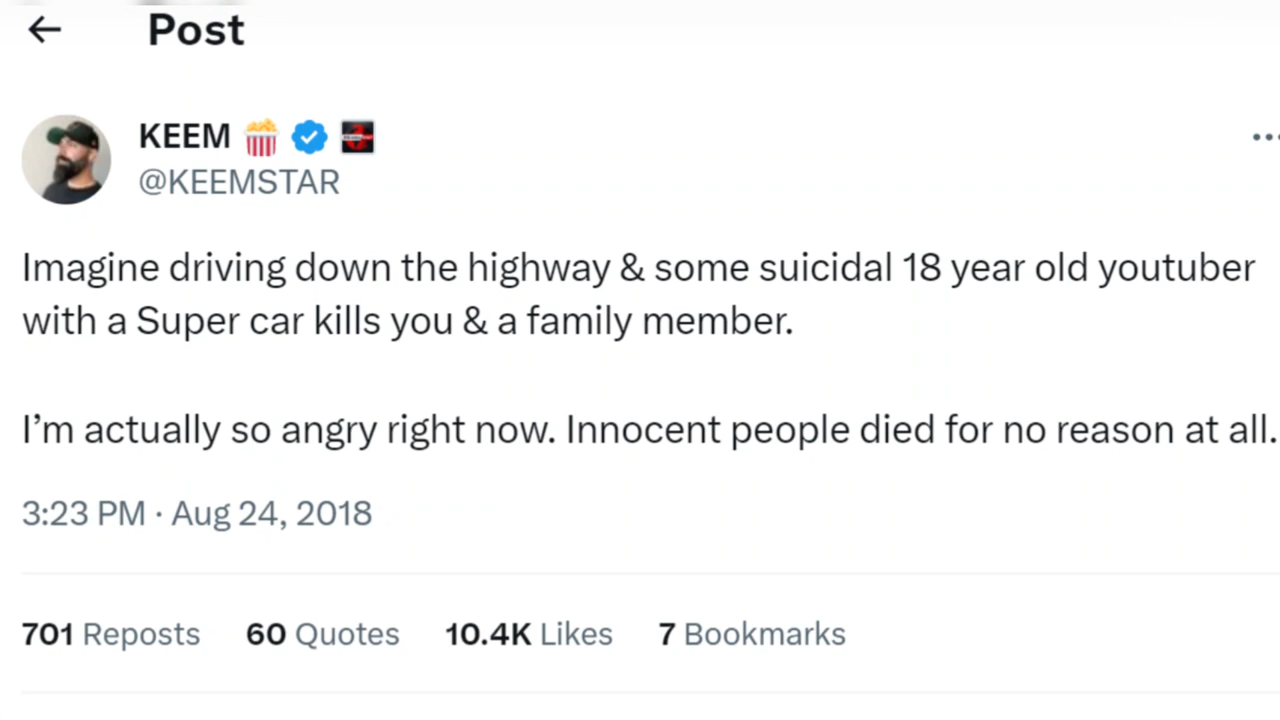 Post
KEEM
@KEEMSTAR
Imagine driving down the highway & some suicidal 18 year old youtuber
with a Super car kills you & a family member.
I’m actually so angry right now. Innocent people died for no reason at all.
3:23 PM · Aug 24, 2018
701 Reposts 60 Quotes 10.4K Likes 7 Bookmarks